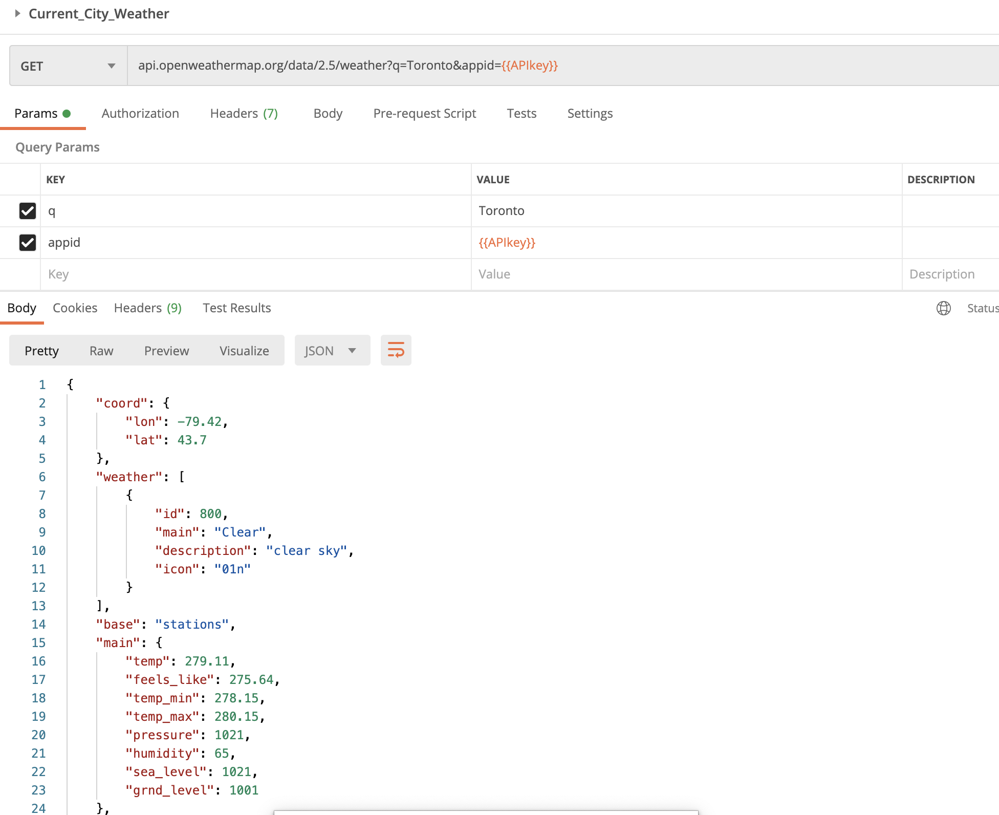 Current_City_Weather
GET api.openweathermap.org/data/2.5/weather?q=Toronto&appid={{APIkey}}
Params Authorization Headers (7) Body Pre-request Script Tests Settings
Query Params
KEY VALUE DESCRIPTION
q Toronto
appid {{APIkey}}
Key Value Description
Body Cookies Headers (9) Test Results Status
Pretty Raw Preview Visualize JSON
1 {
2 "coord": {
3 "lon": -79.42,
4 "lat": 43.7
5 },
6 "weather": [
7 {
8 "id": 800,
9 "main": "Clear",
10 "description": "clear sky",
11 "icon": "01n"
12 }
13 ],
14 "base": "stations",
15 "main": {
16 "temp": 279.11,
17 "feels_like": 275.64,
18 "temp_min": 278.15,
19 "temp_max": 280.15,
20 "pressure": 1021,
21 "humidity": 65,
22 "sea_level": 1021,
23 "grnd_level": 1001
24 },